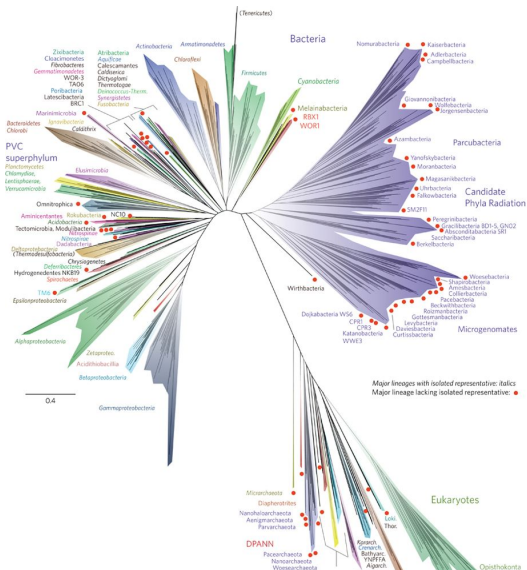 (Tenericutes)
Bacteria
Nomurabacteria
Kaiserbacteria
Adlerbacteria
Campbellbacteria
Zixibacteria
Cloacimonetes
Fibrobacteres
Gemmatimonadetes
WOR-3
TA06
Peribacteria
Latescibacteria
BRC1
Marinimicrobia
Atribacteria
Aquificae
Calescamantes
Caldiserica
Dictyoglomi
Thermotogae
Deinococcus-Therm.
Synergistetes
Fusobacteria
Actinobacteria
Armatimonadetes
Chloroflexi
Firmicutes
Cyanobacteria
Melainabacteria
RBX1
WOR1
Giovannonibacteria
Wolfebacteria
Jorgensenbacteria
Bacteroidetes
Chlorobi
Ignavibacteria
Caldithrix
Azambacteria
Parcubacteria
PVC
superphylum
Planctomycetes
Chlamydiae,
Lentisphaerae,
Verrucomicrobia
Yanofskybacteria
Moranbacteria
Elusimicrobia
Magasanikbacteria
Uhrbacteria
Falkowbacteria
Candidate
Phyla Radiation
Omnitrophica
SM2F11
Aminicentantes
Rokubacteria
NC10
Acidobacteria
Tectomicrobia, Modulibacteria
Nitrospinae
Nitrospirae
Dadabacteria
Deltaproteobacteria
(Thermodesulfobacteria)
Chrysiogenetes
Deferribacteres
Hydrogenedentes NKB19
Spirochaetes
TM6
Epsilonproteobacteria
Peregrinibacteria
Gracilibacteria BD1-5, GN02
Absconditabacteria SR1
Saccharibacteria
Berkelbacteria
Wirthbacteria
Woesebacteria
Shapirobacteria
Amesbacteria
Collierbacteria
Pacebacteria
Beckwithbacteria
Roizmanbacteria
Gottesmanbacteria
Levybacteria
Daviesbacteria
Curtissbacteria
Dojkabacteria WS6
CPR1
CPR3
Katanobacteria
WWE3
Microgenomates
Alphaproteobacteria
Zetaproteo.
Acidithiobacillia
Betaproteobacteria
Gammaproteobacteria
0.4
Major lineages with isolated representative: italics
Major lineage lacking isolated representative:
Micrarchaeota
Diapherotrites
Nanohaloarchaeota
Aenigmarchaeota
Parvarchaeota
DPANN
Pacearchaeota
Nanoarchaeota
Woesearchaeota
Loki.
Thor.
Korarch.
Crenarch.
Bathyarc.
YNPFFA
Aigarch.
Eukaryotes
Opisthokonta